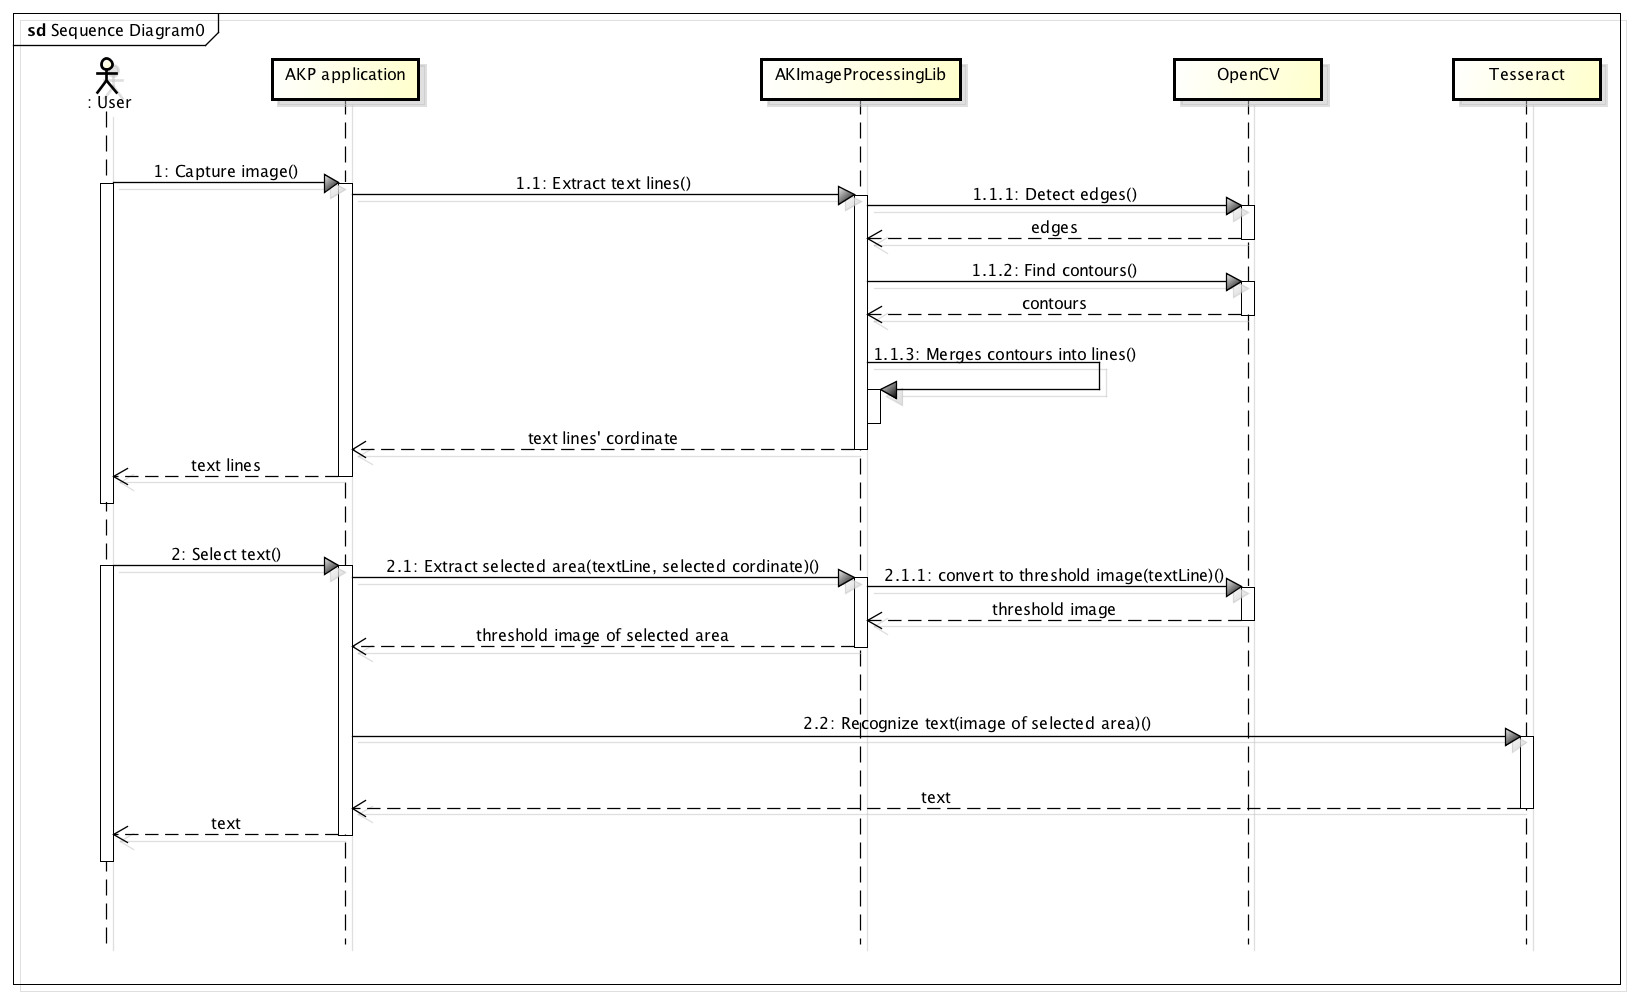 sd Sequence Diagram0
: User
AKP application
AKImageProcessingLib
OpenCV
Tesseract
1: Capture image()
1.1: Extract text lines()
1.1.1: Detect edges()
edges
1.1.2: Find contours()
contours
1.1.3: Merges contours into lines()
text lines' cordinate
text lines
2: Select text()
2.1: Extract selected area(textLine, selected cordinate)()
2.1.1: convert to threshold image(textLine)()
threshold image
threshold image of selected area
2.2: Recognize text(image of selected area)()
text
text